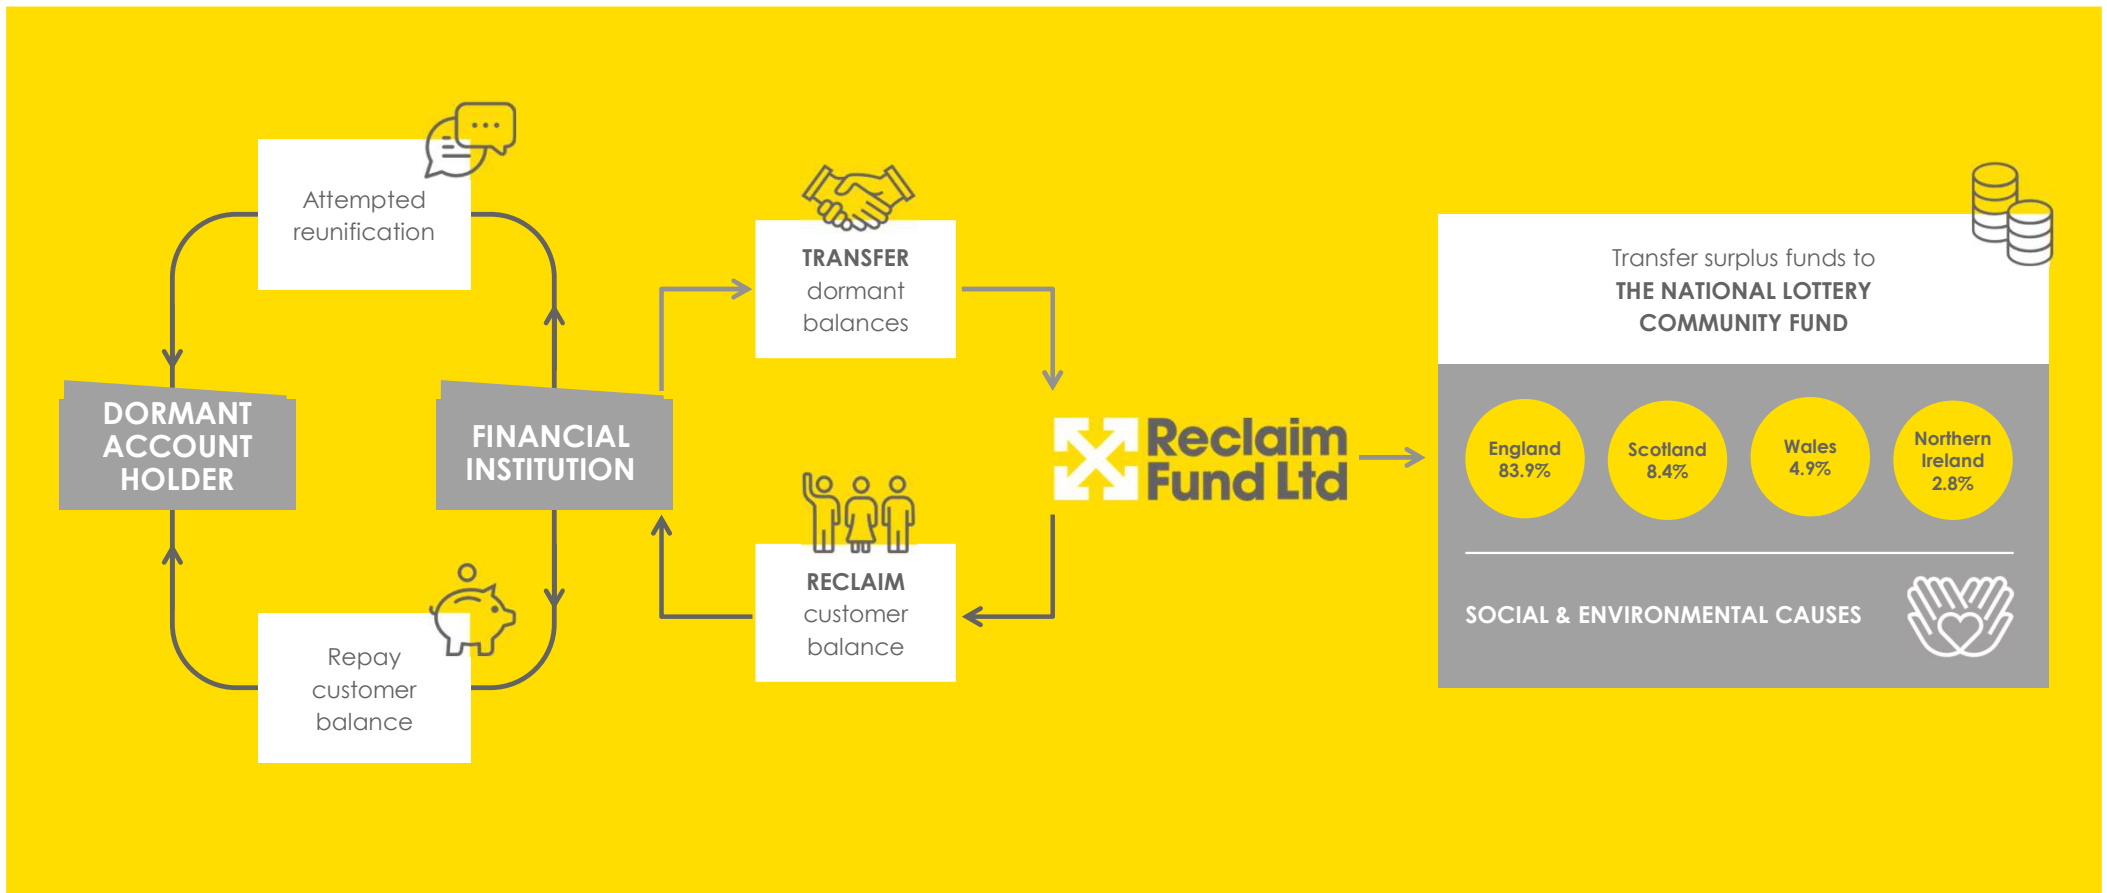 Attempted
reunification
DORMANT
ACCOUNT
HOLDER
FINANCIAL
INSTITUTION
Repay
customer
balance
TRANSFER
dormant
balances
RECLAIM
customer
balance
Reclaim
Fund Ltd
Transfer surplus funds to
THE NATIONAL LOTTERY
COMMUNITY FUND
England
83.9%
Scotland
8.4%
Wales
4.9%
Northern
Ireland
2.8%
SOCIAL & ENVIRONMENTAL CAUSES